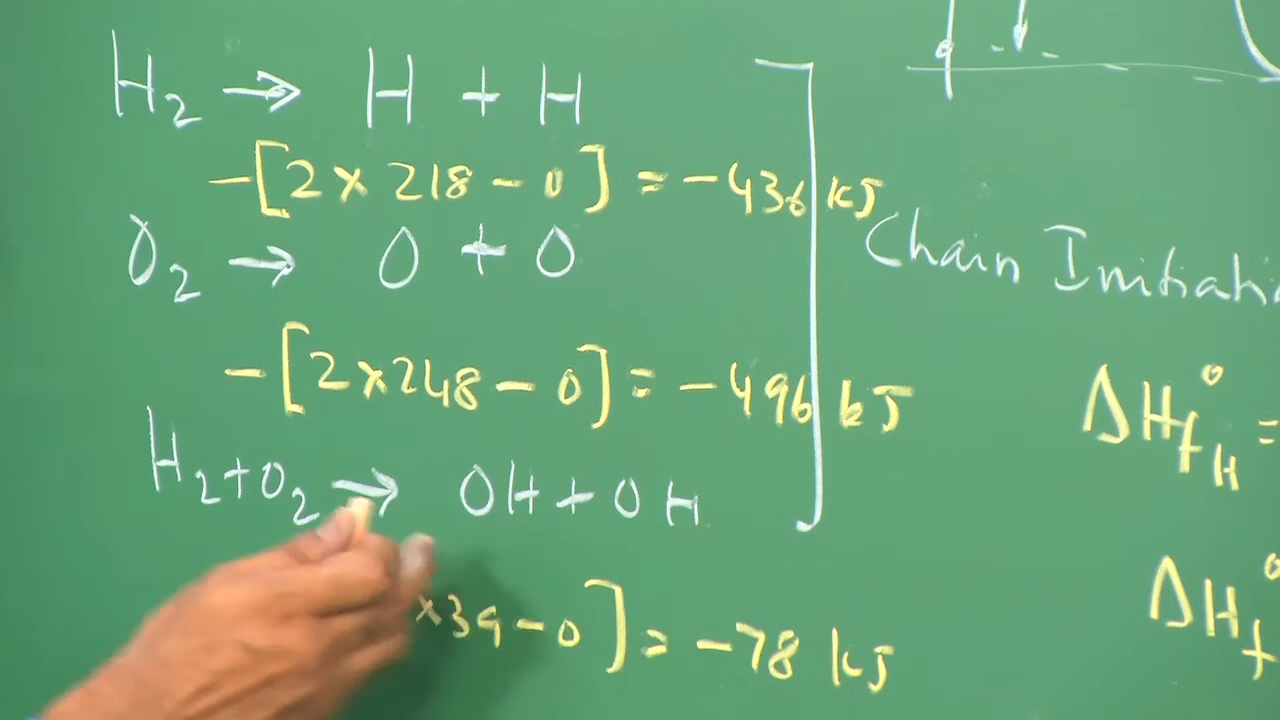 H₂ → H + H
-[2 × 218 - 0] = -436 kJ
O₂ → O + O
Chain
-[2 × 248 - 0] = -496 kJ
ΔH°fH =
H₂ + O₂ → OH + OH
× 39 - 0] = -78 kJ
ΔH°f